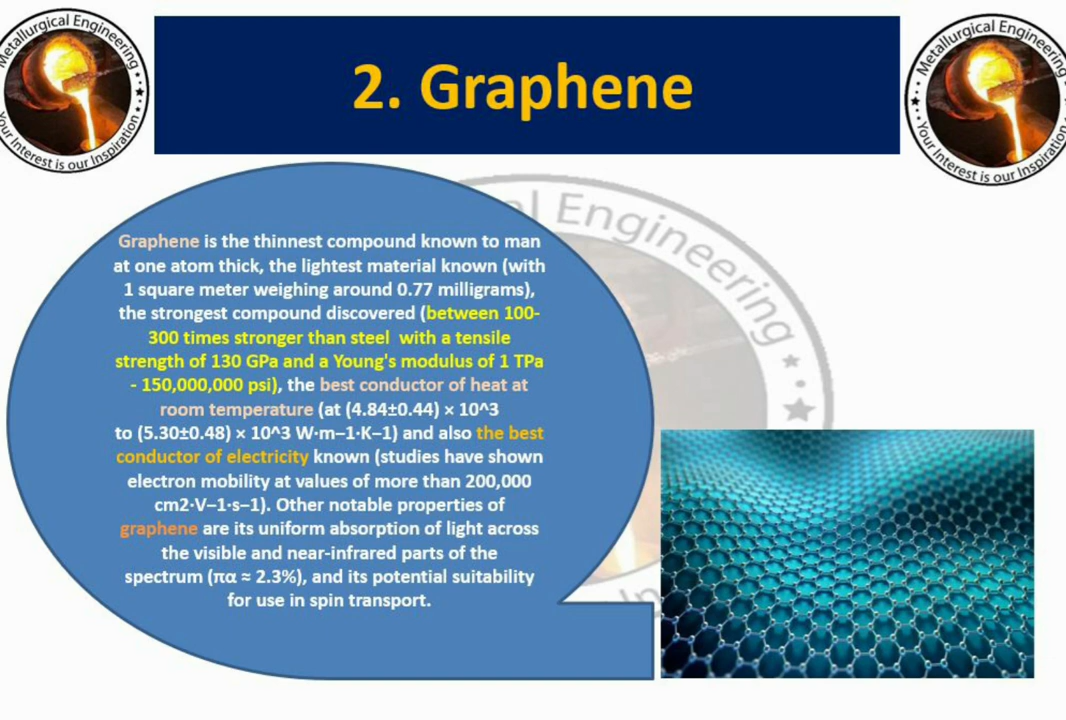 Metallurgical Engineering
Your Interest is our Inspiration
2. Graphene
Metallurgical Engineering
Your Interest is our Inspiration
al Engineering
Graphene is the thinnest compound known to man
at one atom thick, the lightest material known (with
1 square meter weighing around 0.77 milligrams),
the strongest compound discovered (between 100-
300 times stronger than steel  with a tensile
strength of 130 GPa and a Young's modulus of 1 TPa
- 150,000,000 psi), the best conductor of heat at
room temperature (at (4.84±0.44) × 10^3
to (5.30±0.48) × 10^3 W·m−1·K−1) and also the best
conductor of electricity known (studies have shown
electron mobility at values of more than 200,000
cm2·V−1·s−1). Other notable properties of
graphene are its uniform absorption of light across
the visible and near-infrared parts of the
spectrum (πα ≈ 2.3%), and its potential suitability
for use in spin transport.